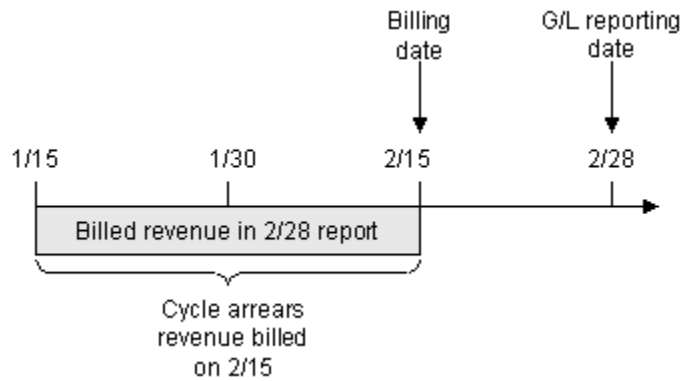 Billing
date
G/L reporting
date
1/15
1/30
2/15
2/28
Billed revenue in 2/28 report
Cycle arrears
revenue billed
on 2/15